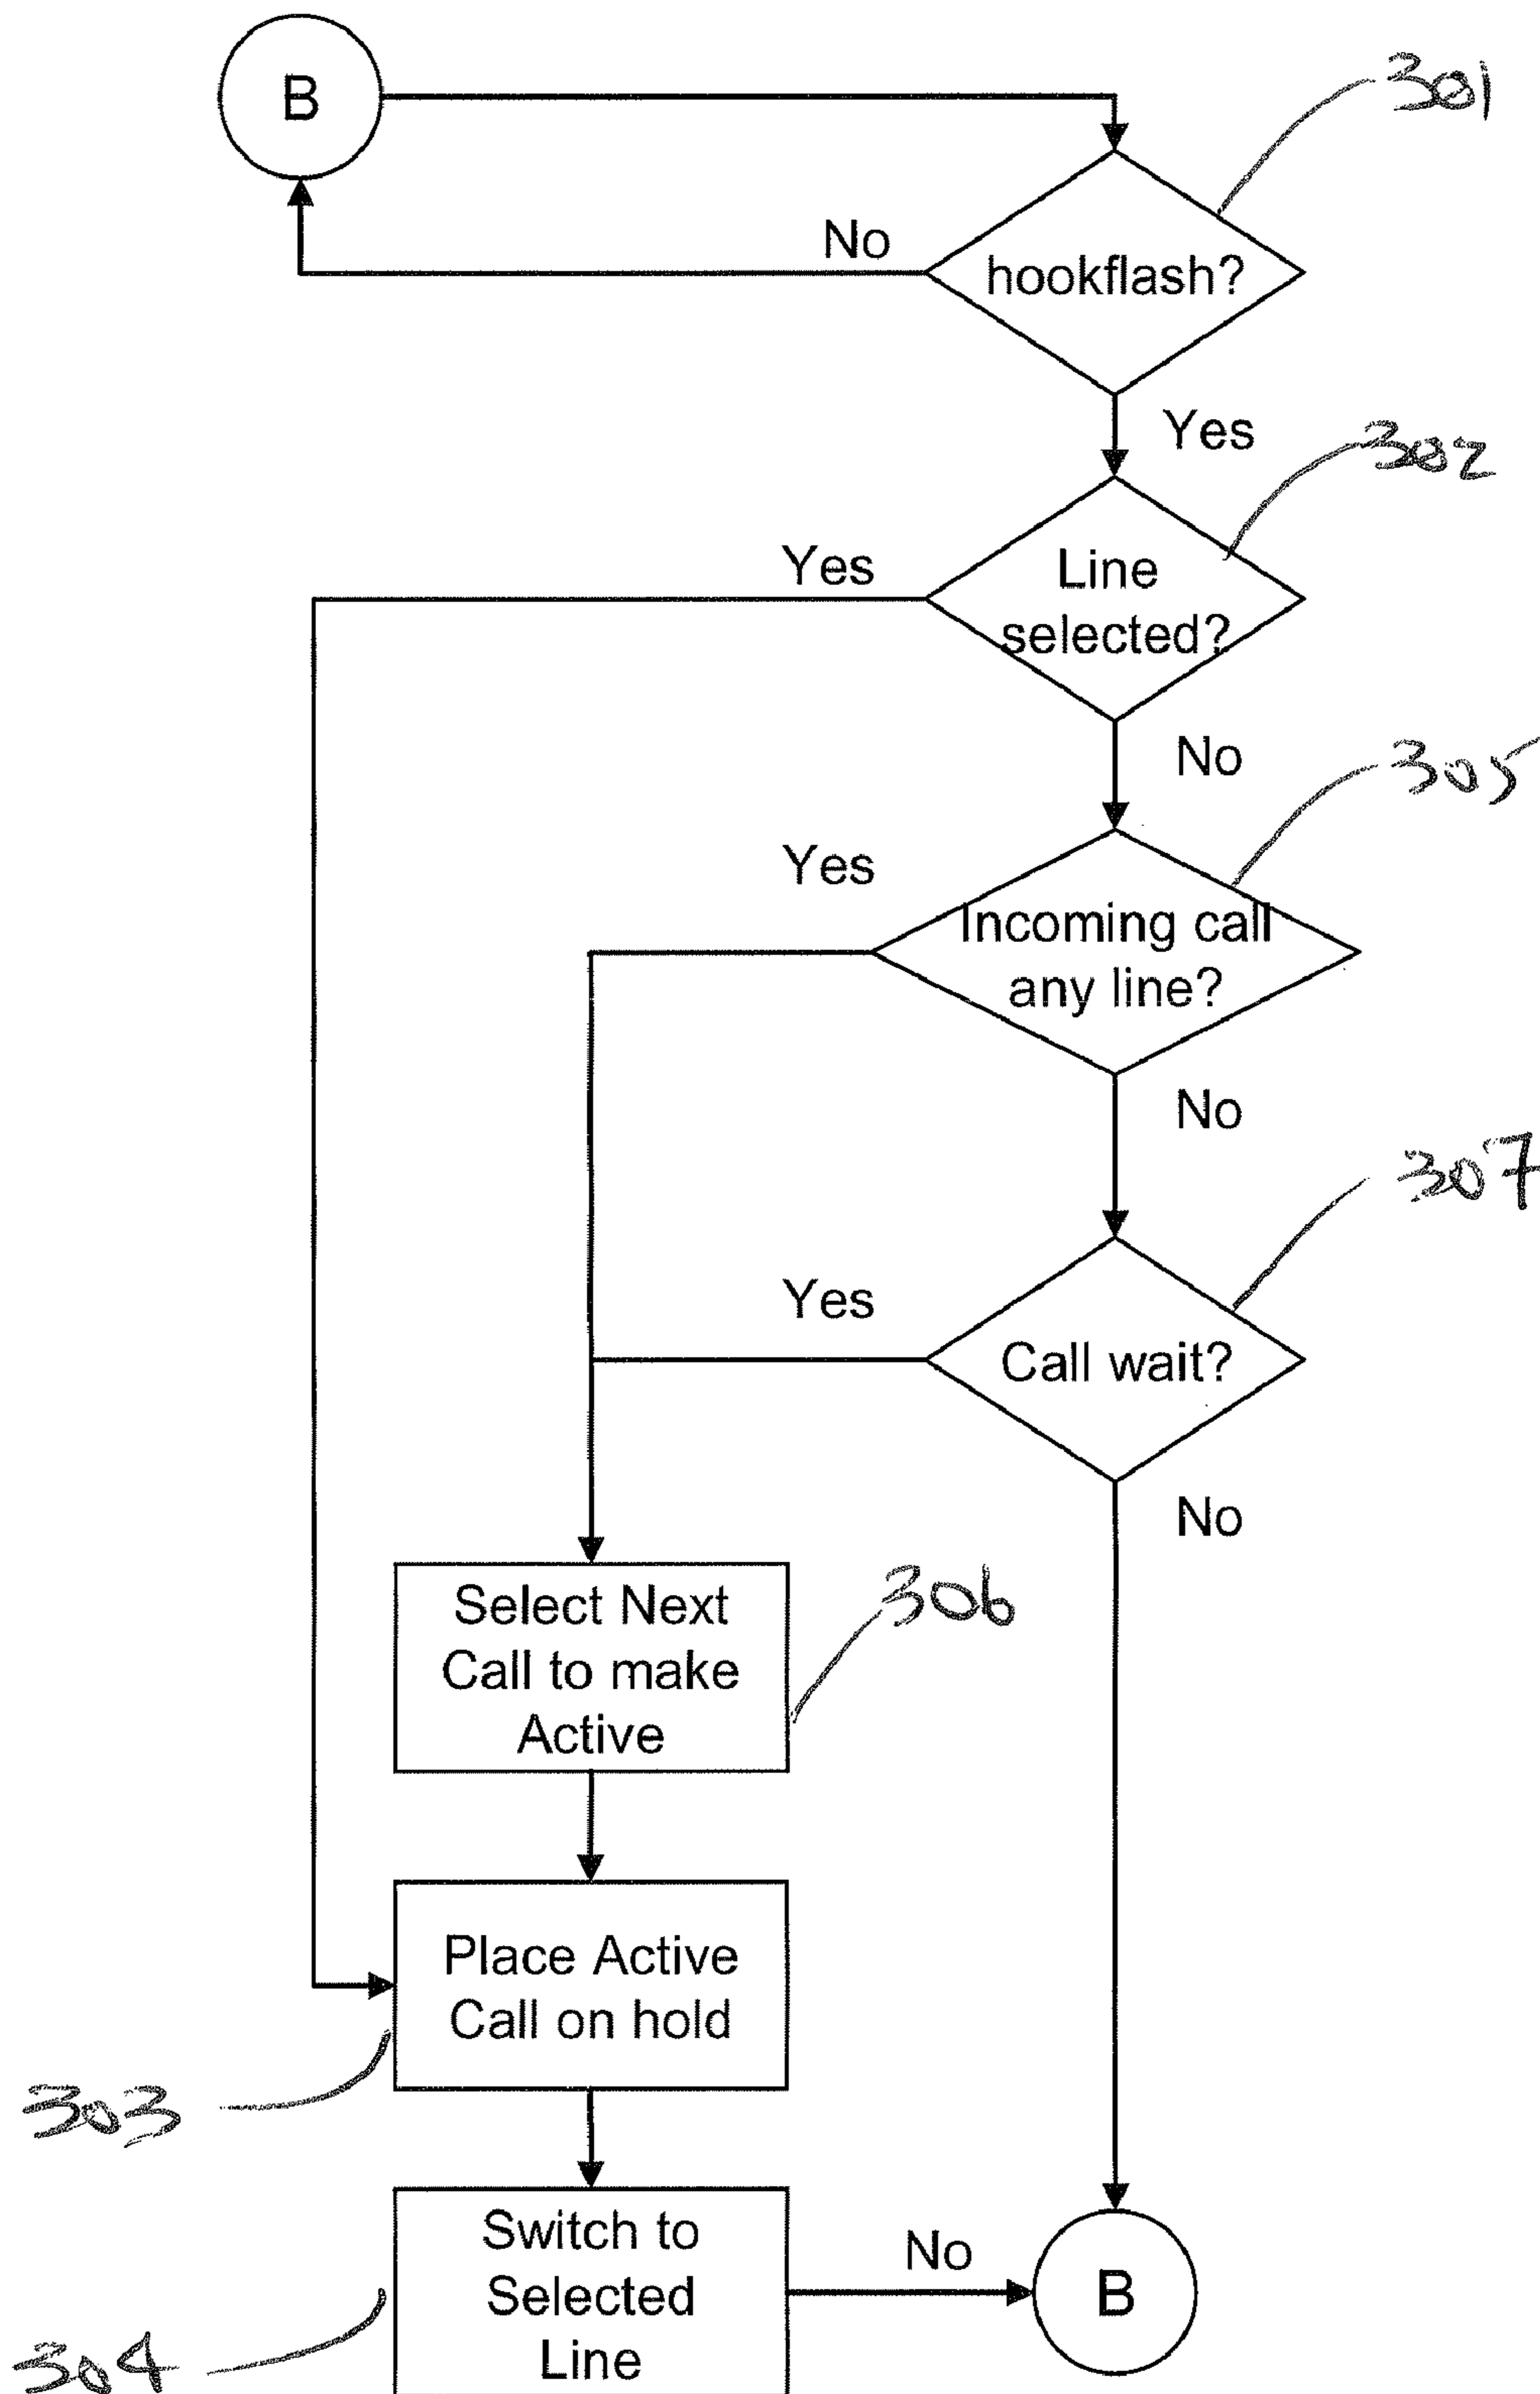 B
301
No
hookflash?
Yes
302
Yes
Line
selected?
No
305
Yes
Incoming call
any line?
No
307
Yes
Call wait?
No
Select Next
Call to make
Active
306
Place Active
Call on hold
303
Switch to
Selected
Line
No
B
304